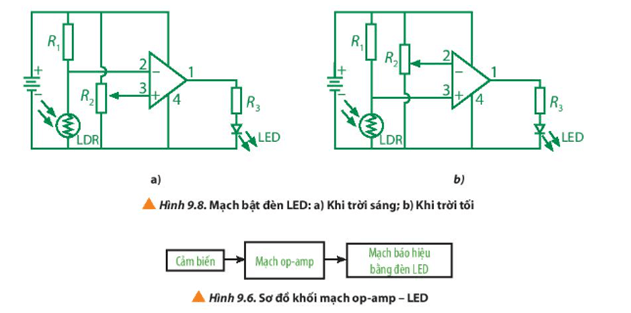 R₁
+
−
R₂
LDR
2
−
3
+
1
4
R₃
LED
a)
R₁
+
−
R₂
LDR
2
−
3
+
1
4
R₃
LED
b)
Hình 9.8. Mạch bật đèn LED: a) Khi trời sáng; b) Khi trời tối
Cảm biến
Mạch op-amp
Mạch báo hiệu
bằng đèn LED
Hình 9.6. Sơ đồ khối mạch op-amp – LED